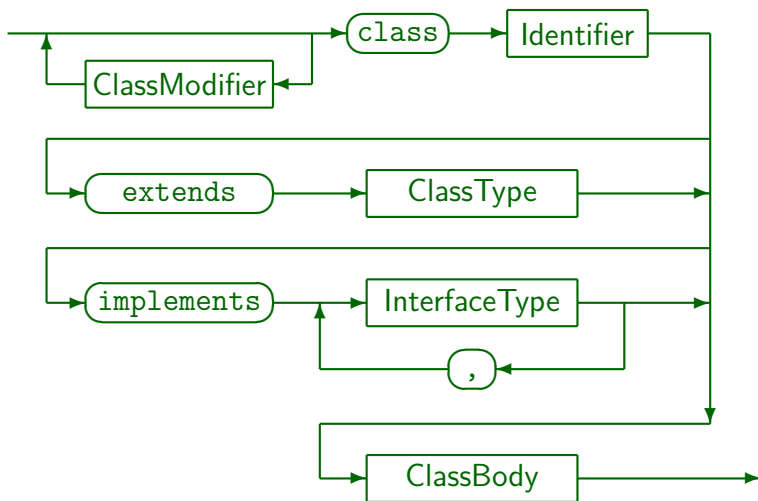 class Identifier
ClassModifier
extends ClassType
implements InterfaceType
,
ClassBody